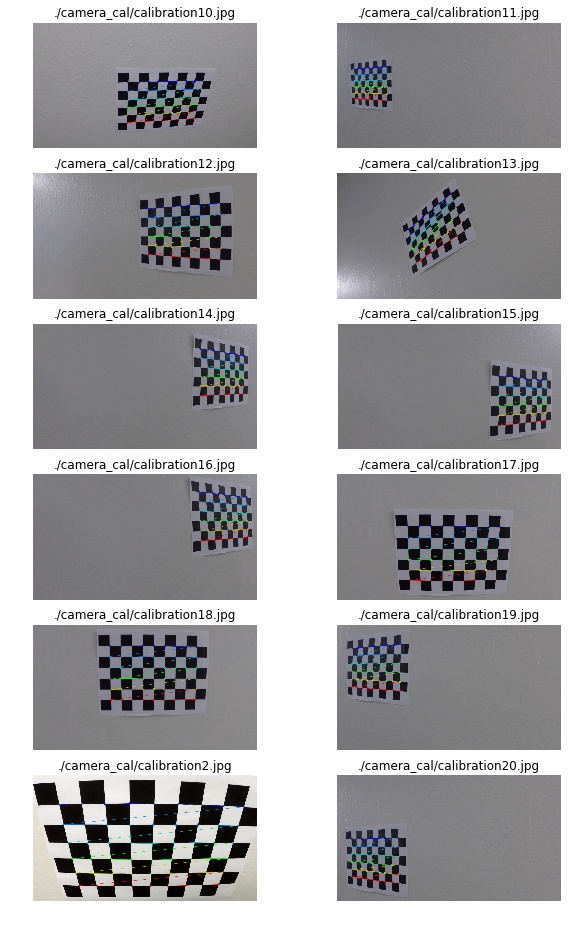 ./camera_cal/calibration10.jpg
./camera_cal/calibration11.jpg
./camera_cal/calibration12.jpg
./camera_cal/calibration13.jpg
./camera_cal/calibration14.jpg
./camera_cal/calibration15.jpg
./camera_cal/calibration16.jpg
./camera_cal/calibration17.jpg
./camera_cal/calibration18.jpg
./camera_cal/calibration19.jpg
./camera_cal/calibration2.jpg
./camera_cal/calibration20.jpg